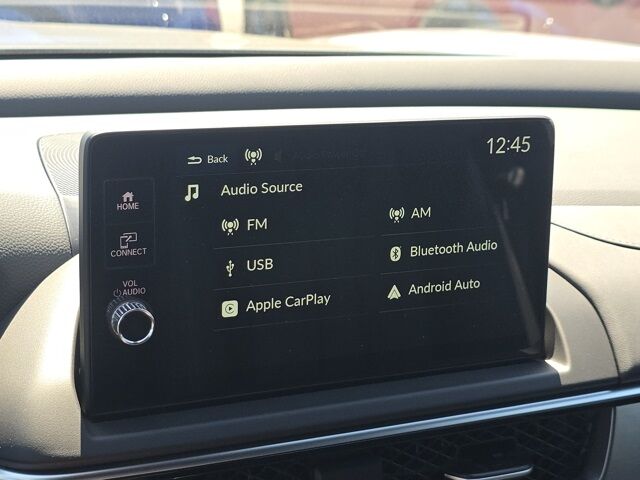 Back
12:45
Audio Source
FM
AM
USB
Bluetooth Audio
Apple CarPlay
Android Auto
HOME
CONNECT
VOL
AUDIO